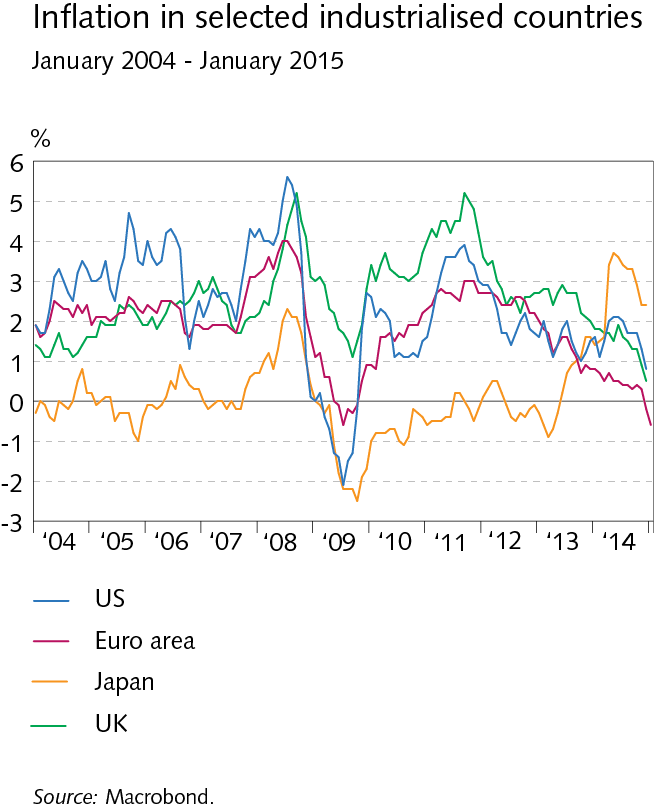 Inflation in selected industrialised countries
January 2004 - January 2015
%
6
5
4
3
2
1
0
-1
-2
-3
‘04 ‘05 ‘06 ‘07 ‘08 ‘09 ‘10 ‘11 ‘12 ‘13 ‘14
US
Euro area
Japan
UK
Source: Macrobond.